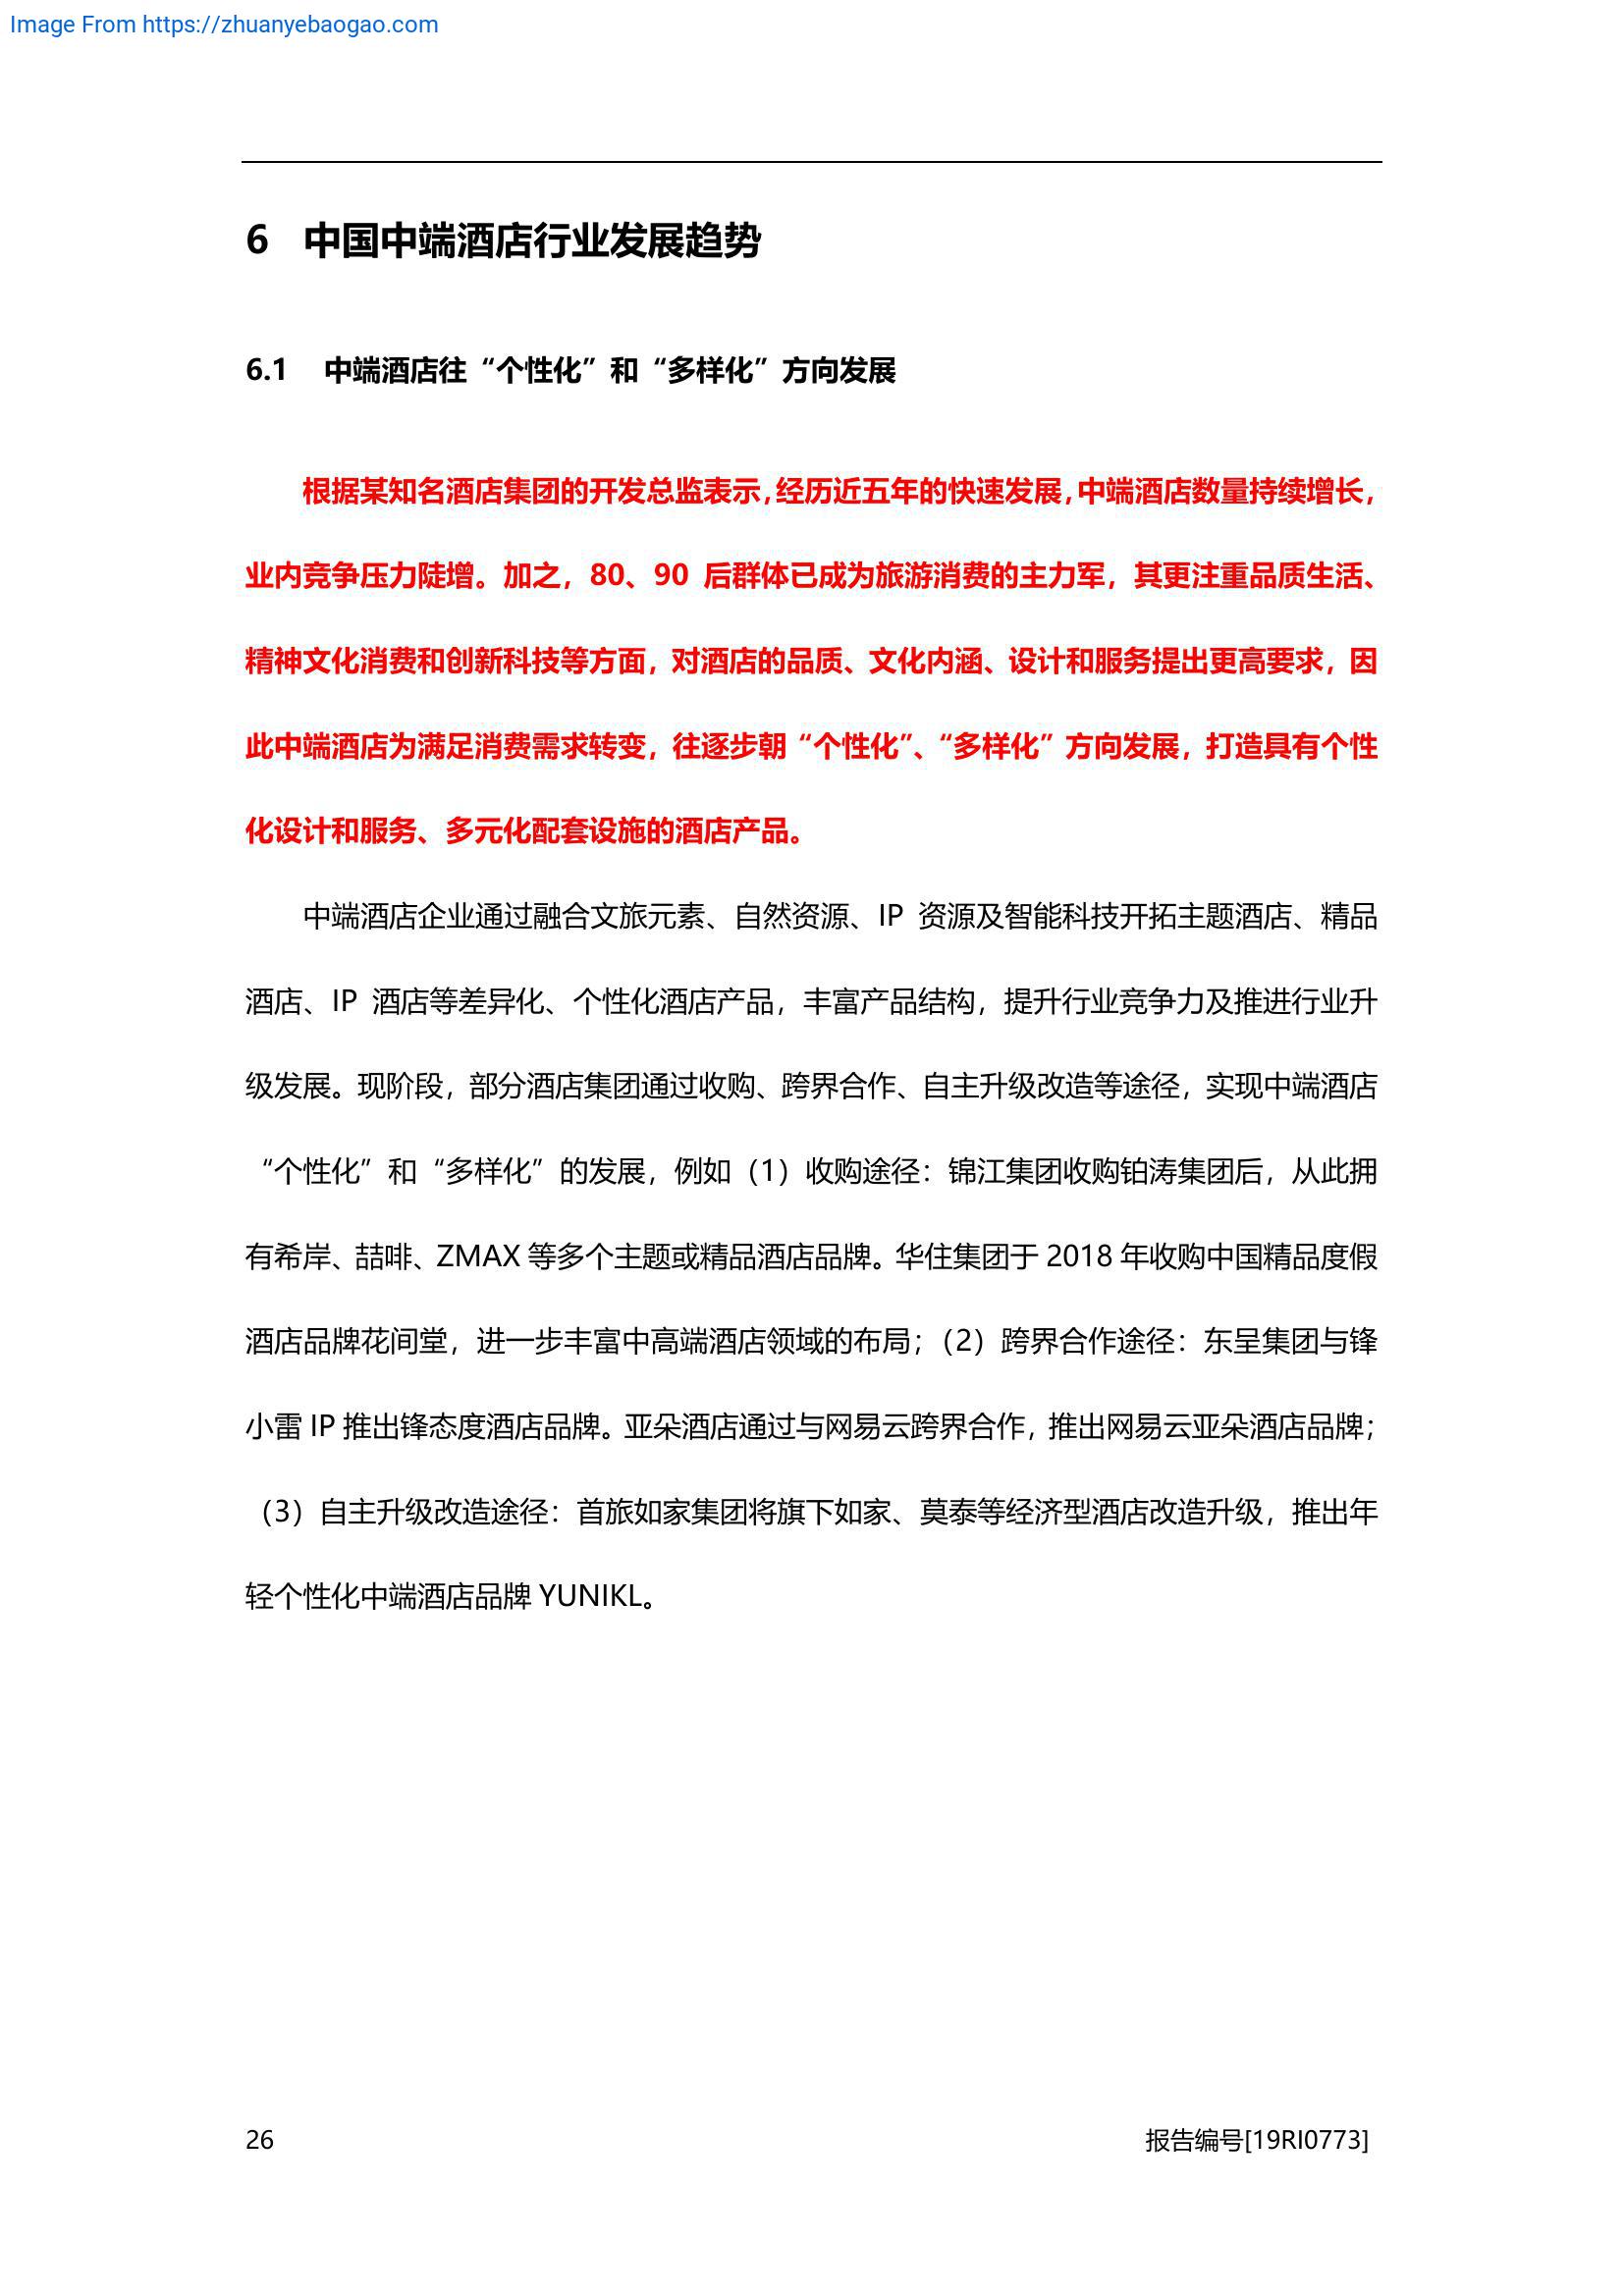 Image From https://zhuanyebaogao.com
6 中国中端酒店行业发展趋势
6.1 中端酒店往“个性化”和“多样化”方向发展
根据某知名酒店集团的开发总监表示，经历近五年的快速发展，中端酒店数量持续增长，
业内竞争压力陡增。加之，80、90 后群体已成为旅游消费的主力军，其更注重品质生活、
精神文化消费和创新科技等方面，对酒店的品质、文化内涵、设计和服务提出更高要求，因
此中端酒店为满足消费需求转变，往逐步朝“个性化”、“多样化”方向发展，打造具有个性
化设计和服务、多元化配套设施的酒店产品。
中端酒店企业通过融合文旅元素、自然资源、IP 资源及智能科技开拓主题酒店、精品
酒店、IP 酒店等差异化、个性化酒店产品，丰富产品结构，提升行业竞争力及推进行业升
级发展。现阶段，部分酒店集团通过收购、跨界合作、自主升级改造等途径，实现中端酒店
“个性化”和“多样化”的发展，例如（1）收购途径：锦江集团收购铂涛集团后，从此拥
有希岸、喆啡、ZMAX 等多个主题或精品酒店品牌。华住集团于 2018 年收购中国精品度假
酒店品牌花间堂，进一步丰富中高端酒店领域的布局；（2）跨界合作途径：东呈集团与锋
小雷 IP 推出锋态度酒店品牌。亚朵酒店通过与网易云跨界合作，推出网易云亚朵酒店品牌；
（3）自主升级改造途径：首旅如家集团将旗下如家、莫泰等经济型酒店改造升级，推出年
轻个性化中端酒店品牌 YUNIKL。
26 报告编号[19RI0773]